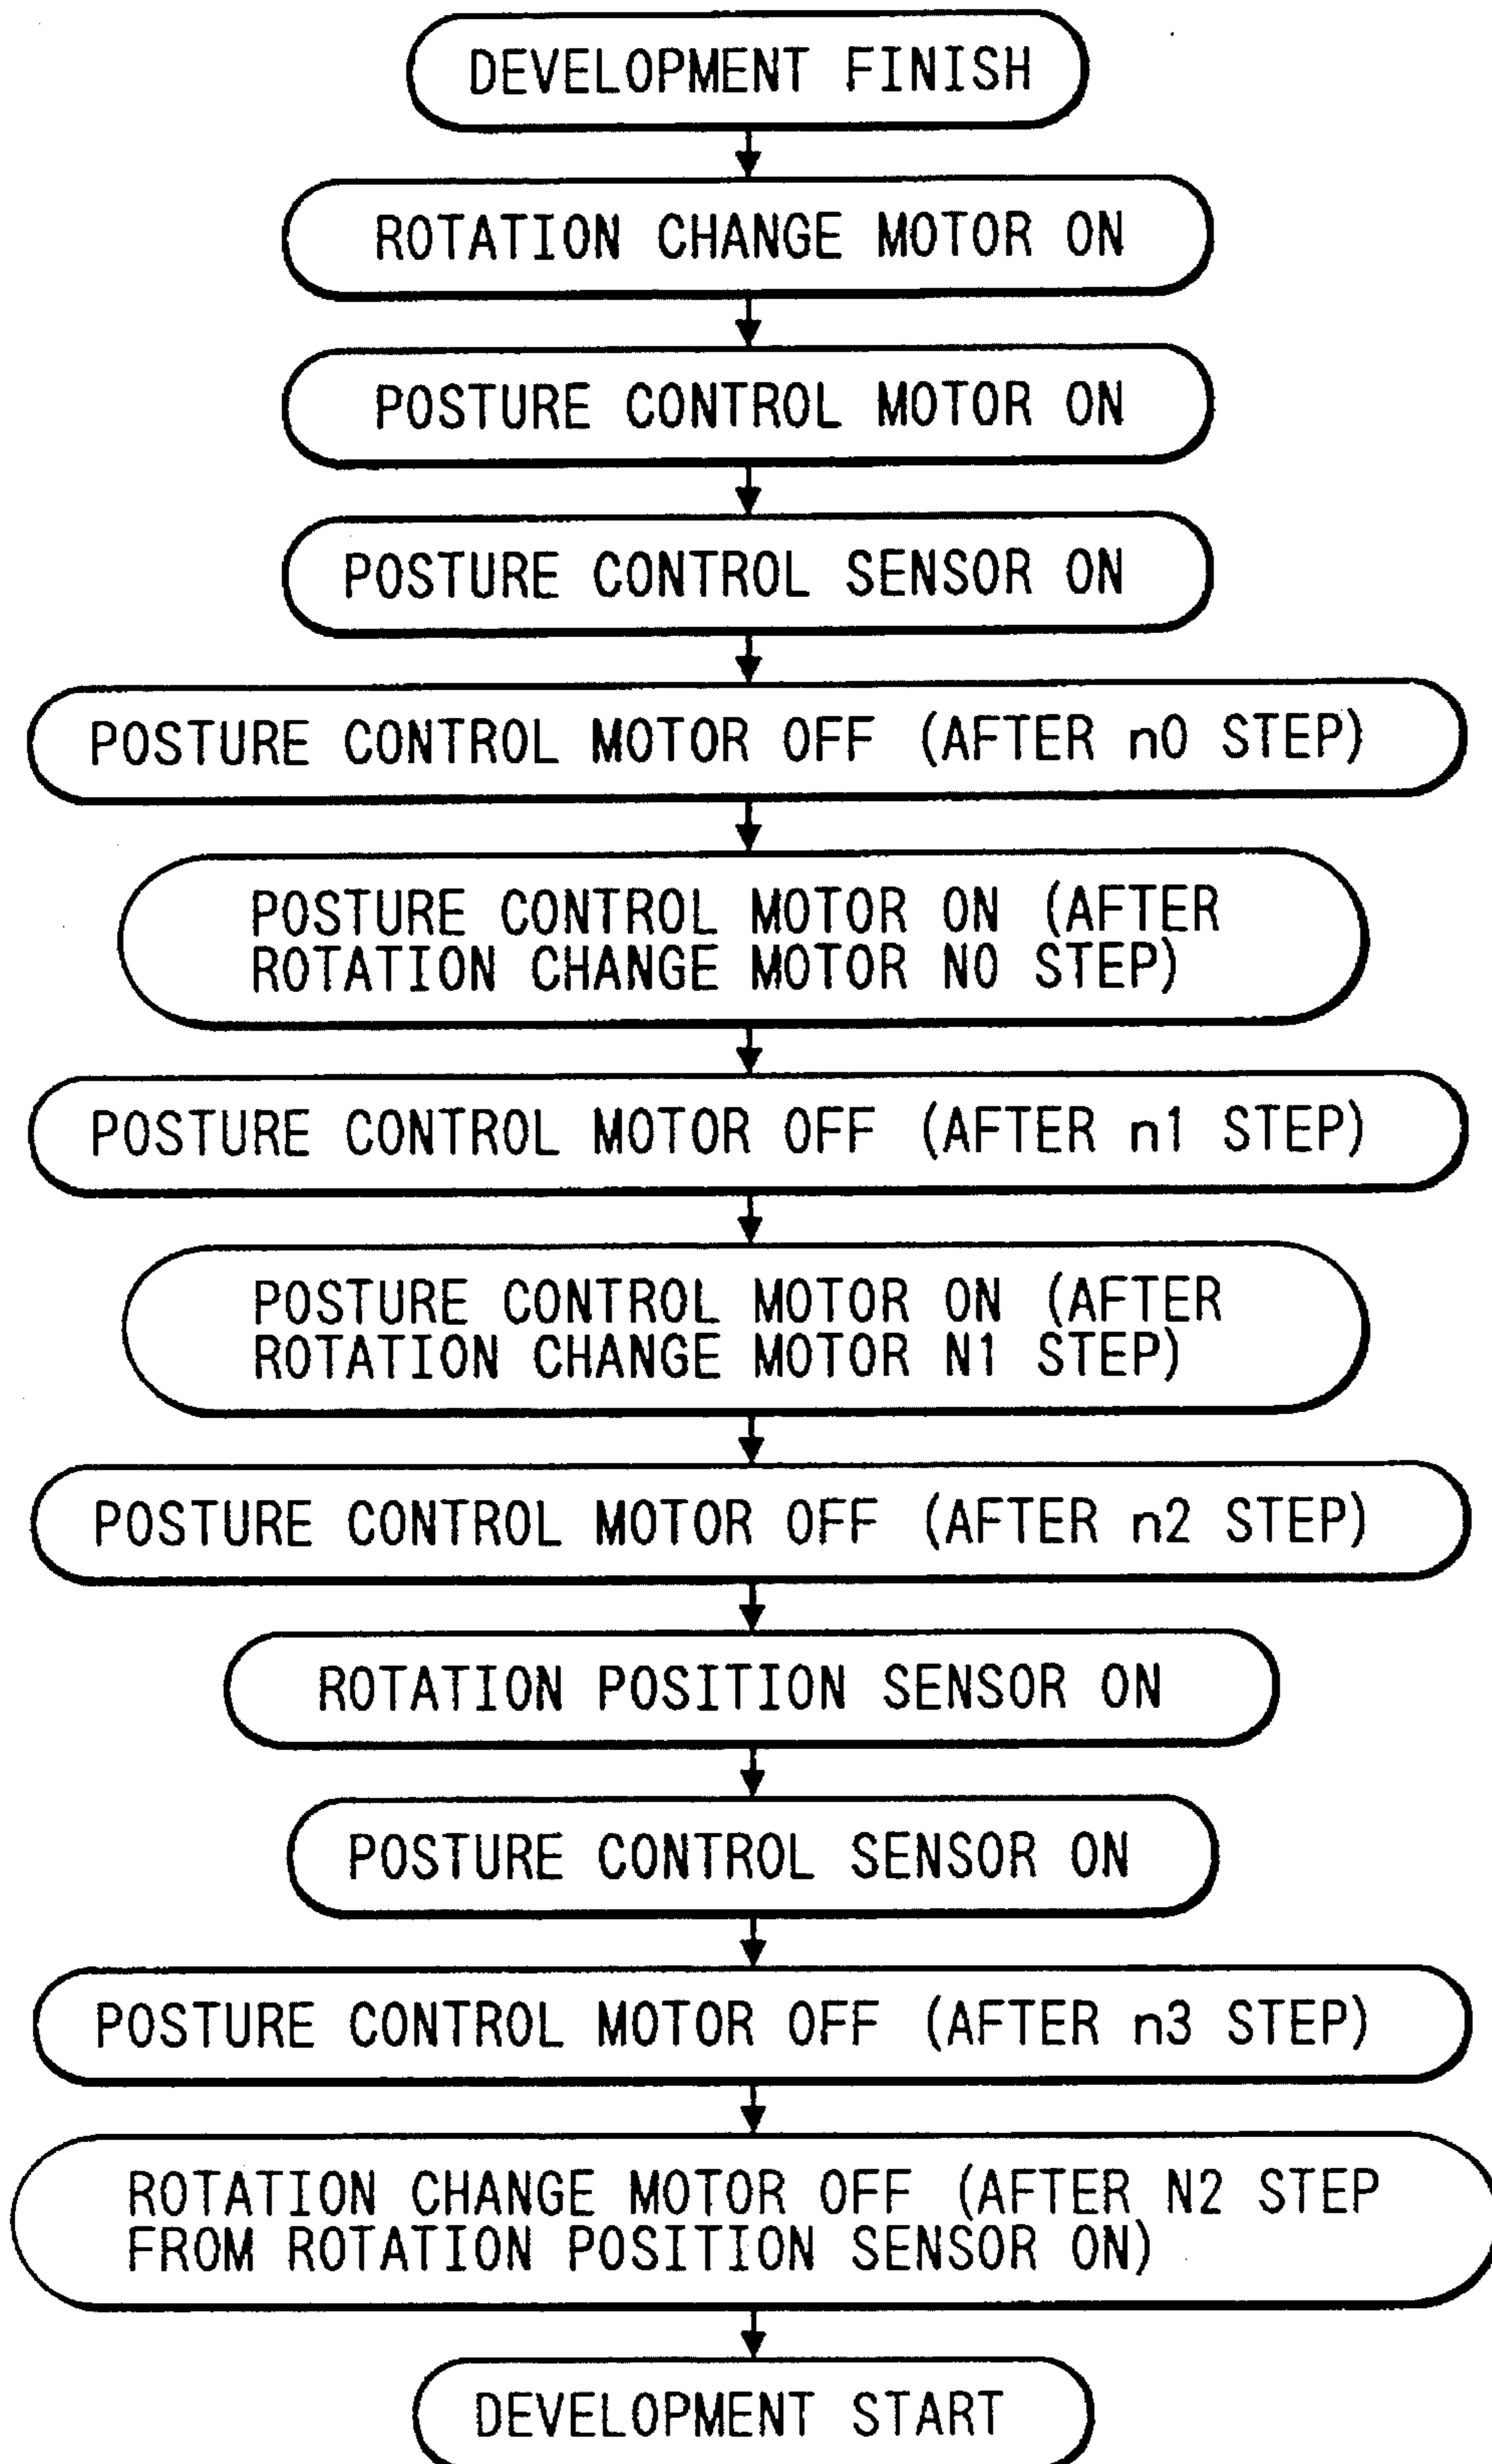 DEVELOPMENT FINISH
ROTATION CHANGE MOTOR ON
POSTURE CONTROL MOTOR ON
POSTURE CONTROL SENSOR ON
POSTURE CONTROL MOTOR OFF (AFTER n0 STEP)
POSTURE CONTROL MOTOR ON (AFTER
ROTATION CHANGE MOTOR N0 STEP)
POSTURE CONTROL MOTOR OFF (AFTER n1 STEP)
POSTURE CONTROL MOTOR ON (AFTER
ROTATION CHANGE MOTOR N1 STEP)
POSTURE CONTROL MOTOR OFF (AFTER n2 STEP)
ROTATION POSITION SENSOR ON
POSTURE CONTROL SENSOR ON
POSTURE CONTROL MOTOR OFF (AFTER n3 STEP)
ROTATION CHANGE MOTOR OFF (AFTER N2 STEP
FROM ROTATION POSITION SENSOR ON)
DEVELOPMENT START